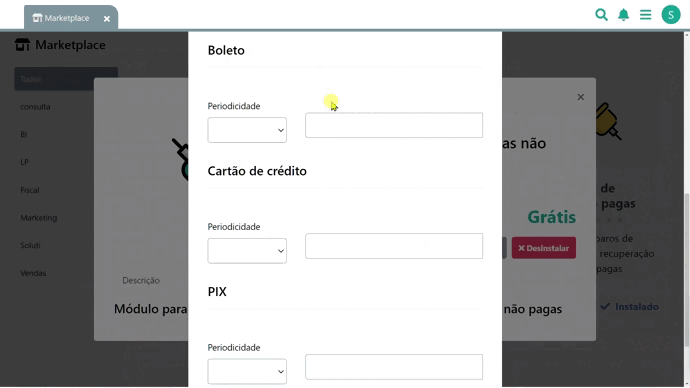 Marketplace
S
Marketplace
Todos
consulta
BI
LP
Fiscal
Marketing
Soluti
Vendas
Boleto
Periodicidade
Cartão de crédito
Periodicidade
PIX
Periodicidade
as não
Grátis
Desinstalar
Descrição
Módulo para
não pagas
de
pagas
paros de
recuperação
pagas
Instalado